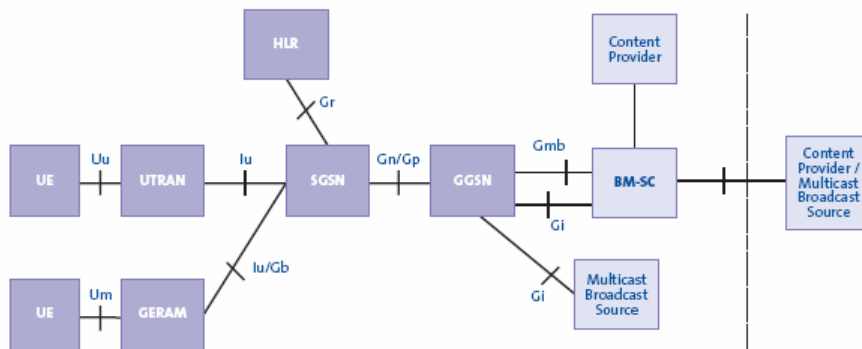 HLR
Content
Provider
Gr
Uu
Iu
Gn/Gp
Gmb
UE
UTRAN
SGSN
GGSN
BM-SC
Content
Provider /
Multicast
Broadcast
Source
Gi
Iu/Gb
Um
Gi
UE
GERAM
Multicast
Broadcast
Source